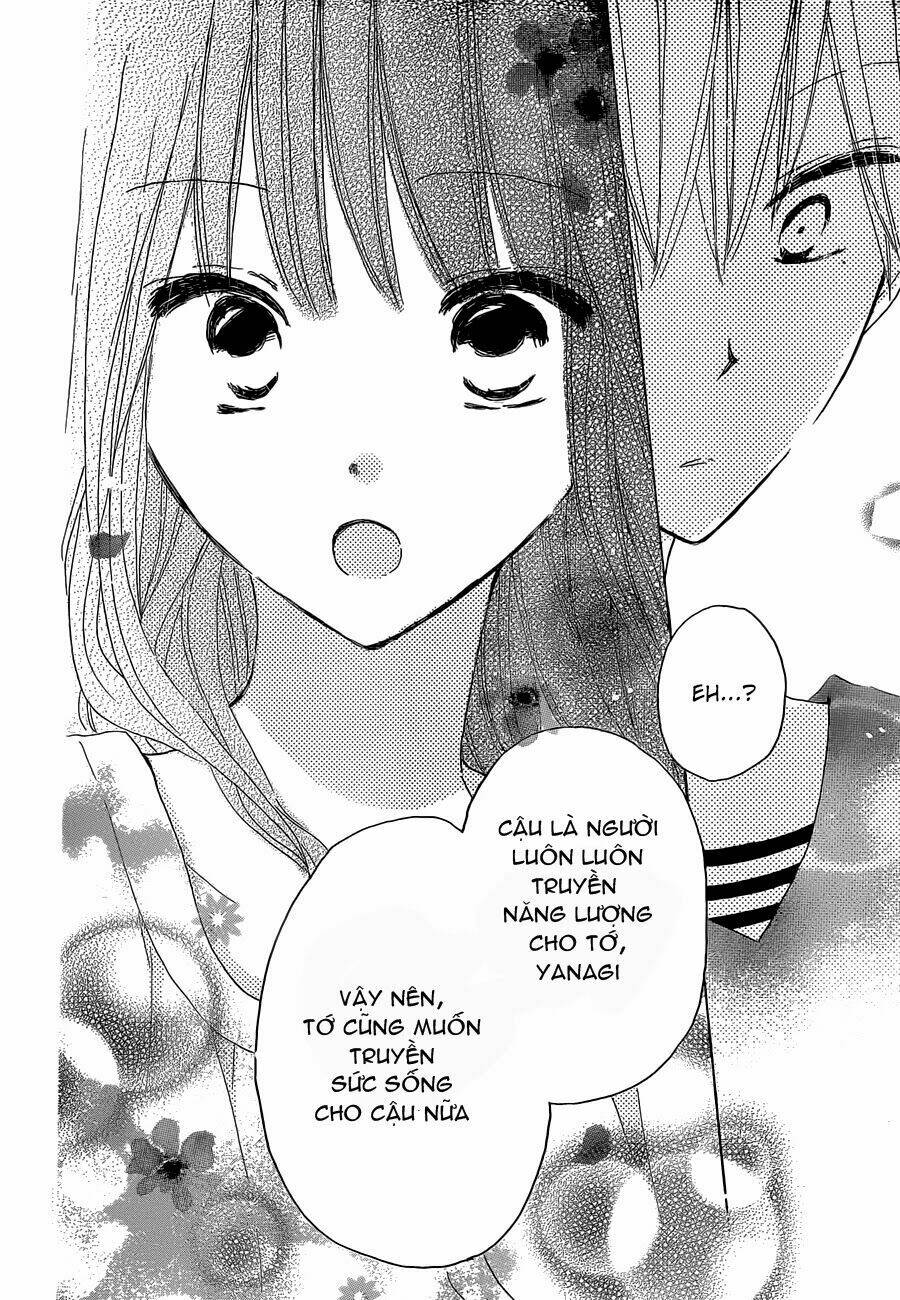 EH...?
CẬU LÀ NGƯỜI
LUÔN LUÔN
TRUYỀN
NĂNG LƯỢNG
CHO TỚ,
YANAGI
VẬY NÊN,
TỚ CŨNG MUỐN
TRUYỀN
SỨC SỐNG
CHO CẬU NỮA